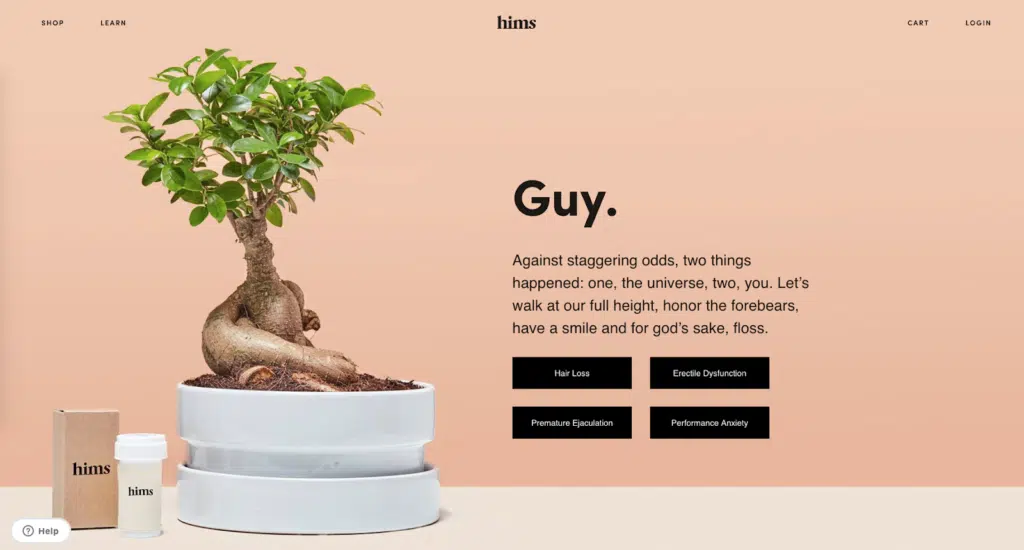 SHOP
LEARN
hims
CART
LOGIN
Guy.
Against staggering odds, two things
happened: one, the universe, two, you. Let’s
walk at our full height, honor the forebears,
have a smile and for god’s sake, floss.
Hair Loss
Erectile Dysfunction
Premature Ejaculation
Performance Anxiety
hims
hims
? Help